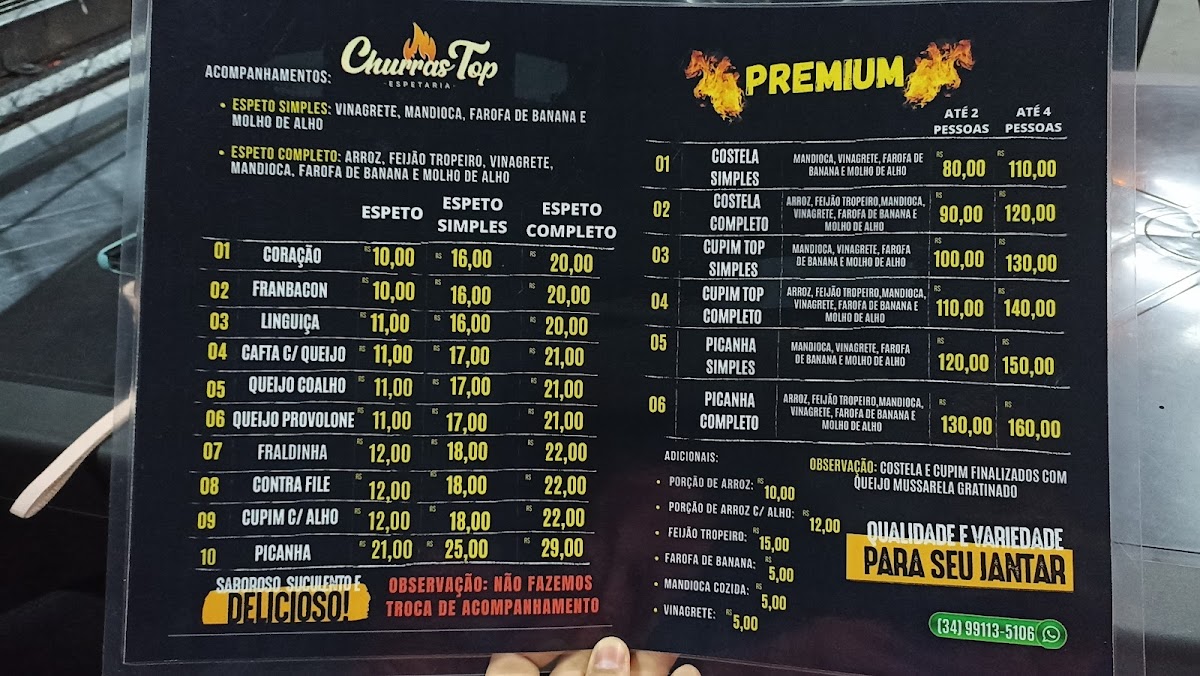 Churras Top
ESPETARIA
ACOMPANHAMENTOS:
• ESPETO SIMPLES: VINAGRETE, MANDIOCA, FAROFA DE BANANA E
MOLHO DE ALHO
• ESPETO COMPLETO: ARROZ, FEIJÃO TROPEIRO, VINAGRETE,
MANDIOCA, FAROFA DE BANANA E MOLHO DE ALHO
ESPETO ESPETO SIMPLES ESPETO COMPLETO
01 CORAÇÃO R$ 10,00 R$ 16,00 R$ 20,00
02 FRANBACON R$ 10,00 R$ 16,00 R$ 20,00
03 LINGUIÇA R$ 11,00 R$ 16,00 R$ 20,00
04 CAFTA C/ QUEIJO R$ 11,00 R$ 17,00 R$ 21,00
05 QUEIJO COALHO R$ 11,00 R$ 17,00 R$ 21,00
06 QUEIJO PROVOLONE R$ 11,00 R$ 17,00 R$ 21,00
07 FRALDINHA R$ 12,00 R$ 18,00 R$ 22,00
08 CONTRA FILE R$ 12,00 R$ 18,00 R$ 22,00
09 CUPIM C/ ALHO R$ 12,00 R$ 18,00 R$ 22,00
10 PICANHA R$ 21,00 R$ 25,00 R$ 29,00
SABOROSO, SUCULENTO E
DELICIOSO!
OBSERVAÇÃO: NÃO FAZEMOS
TROCA DE ACOMPANHAMENTO
PREMIUM
ATÉ 2 PESSOAS ATÉ 4 PESSOAS
01 COSTELA SIMPLES
MANDIOCA, VINAGRETE, FAROFA DE
BANANA E MOLHO DE ALHO
R$ 80,00 R$ 110,00
02 COSTELA COMPLETO
ARROZ, FEIJÃO TROPEIRO,MANDIOCA,
VINAGRETE, FAROFA DE BANANA E
MOLHO DE ALHO
R$ 90,00 R$ 120,00
03 CUPIM TOP SIMPLES
MANDIOCA, VINAGRETE, FAROFA
DE BANANA E MOLHO DE ALHO
R$ 100,00 R$ 130,00
04 CUPIM TOP COMPLETO
ARROZ, FEIJÃO TROPEIRO,MANDIOCA,
VINAGRETE, FAROFA DE BANANA E
MOLHO DE ALHO
R$ 110,00 R$ 140,00
05 PICANHA SIMPLES
MANDIOCA, VINAGRETE, FAROFA
DE BANANA E MOLHO DE ALHO
R$ 120,00 R$ 150,00
06 PICANHA COMPLETO
ARROZ, FEIJÃO TROPEIRO,MANDIOCA,
VINAGRETE, FAROFA DE BANANA E
MOLHO DE ALHO
R$ 130,00 R$ 160,00
ADICIONAIS:
• PORÇÃO DE ARROZ: R$ 10,00
• PORÇÃO DE ARROZ C/ ALHO: R$ 12,00
• FEIJÃO TROPEIRO: R$ 15,00
• FAROFA DE BANANA: R$ 5,00
• MANDIOCA COZIDA: R$ 5,00
• VINAGRETE: R$ 5,00
OBSERVAÇÃO: COSTELA E CUPIM FINALIZADOS COM
QUEIJO MUSSARELA GRATINADO
QUALIDADE E VARIEDADE
PARA SEU JANTAR
(34) 99113-5106